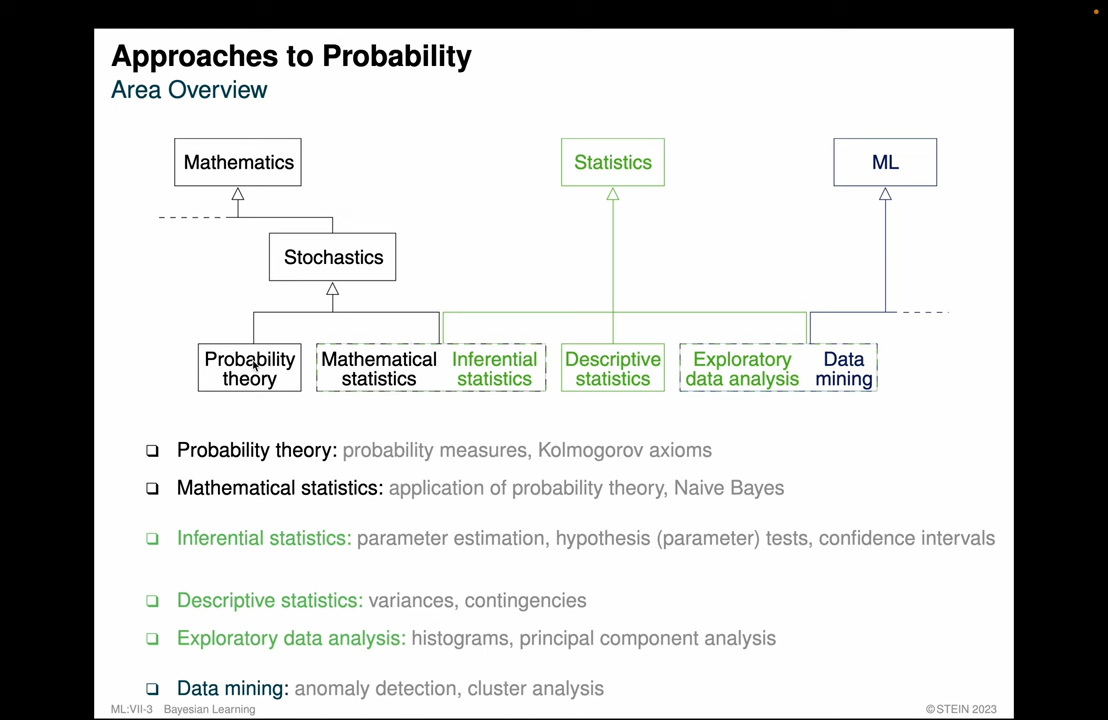 Approaches to Probability
Area Overview
Mathematics
Statistics
ML
Stochastics
Probability
theory
Mathematical
statistics
Inferential
statistics
Descriptive
statistics
Exploratory
data analysis
Data
mining
❑ Probability theory: probability measures, Kolmogorov axioms
❑ Mathematical statistics: application of probability theory, Naive Bayes
❑ Inferential statistics: parameter estimation, hypothesis (parameter) tests, confidence intervals
❑ Descriptive statistics: variances, contingencies
❑ Exploratory data analysis: histograms, principal component analysis
❑ Data mining: anomaly detection, cluster analysis
ML:VII-3 Bayesian Learning
© STEIN 2023